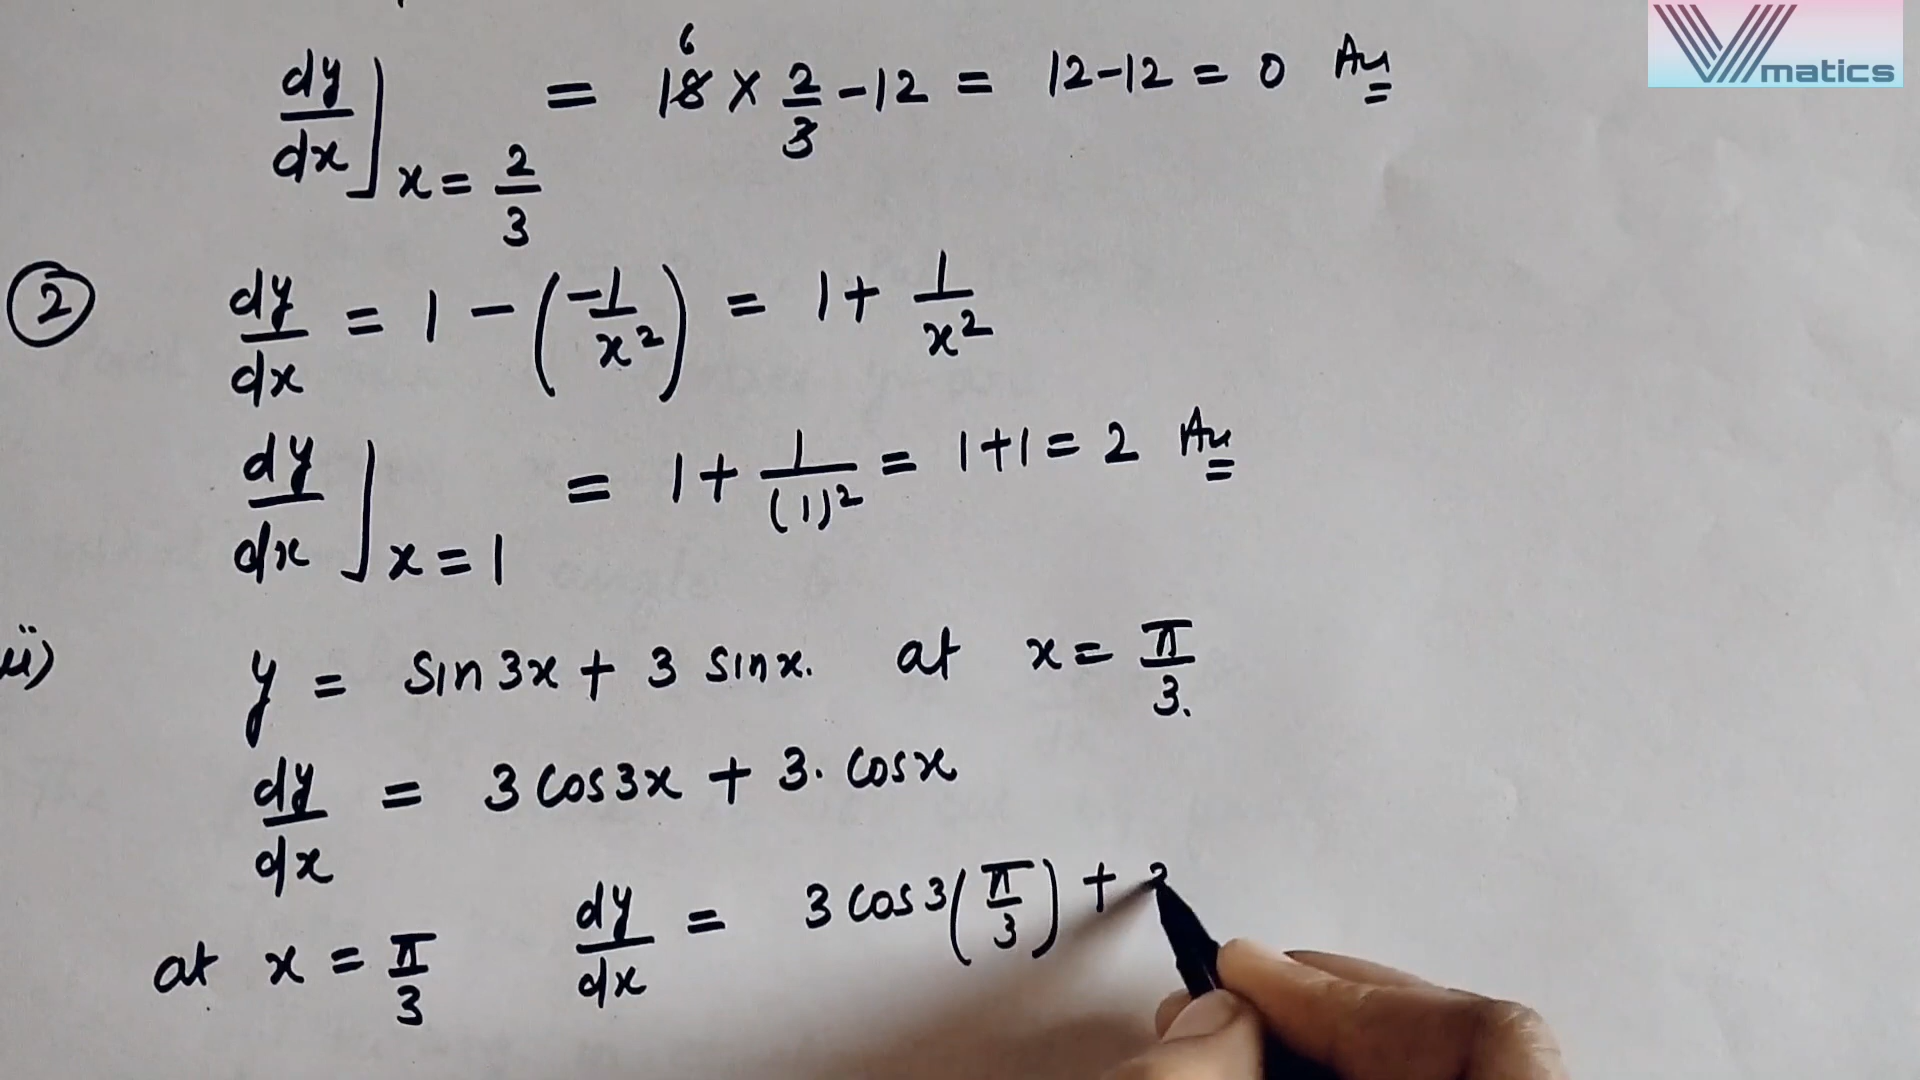 Vmatics
dy/dx]x = 2/3 = 18 × 2/3 - 12 = 12 - 12 = 0 Ans
6
② dy/dx = 1 - (-1/x²) = 1 + 1/x²
dy/dx]x = 1 = 1 + 1/(1)² = 1 + 1 = 2 Ans
ii) y = sin 3x + 3 sin x. at x = π/3.
dy/dx = 3 cos 3x + 3. cos x
at x = π/3 dy/dx = 3 cos 3(π/3) +